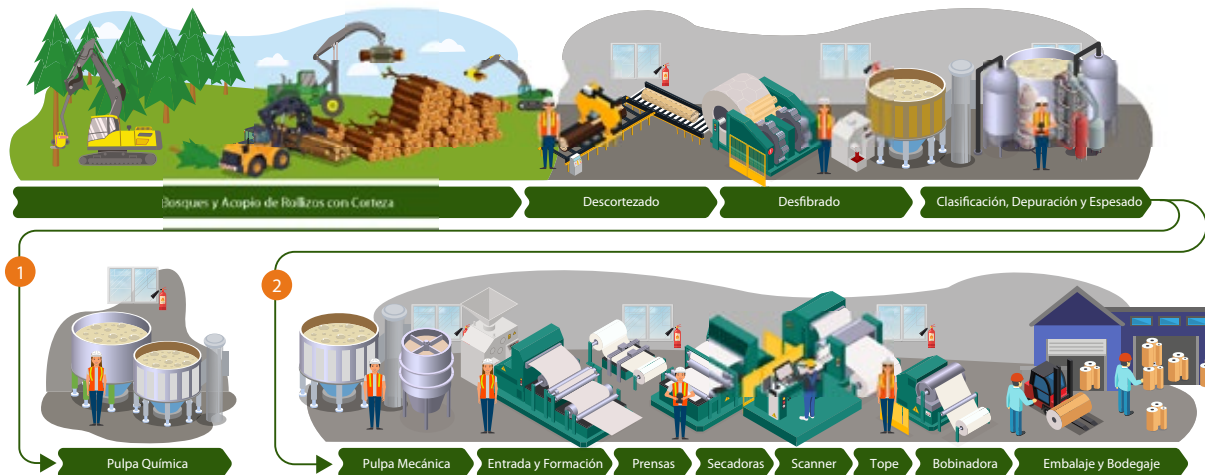 Bosques y Acopio de Rollizos con Corteza
Descortezado
Desfibrado
Clasificación, Depuración y Espesado
1
2
Pulpa Química
Pulpa Mecánica
Entrada y Formación
Prensas
Secadoras
Scanner
Tope
Bobinadora
Embalaje y Bodegaje